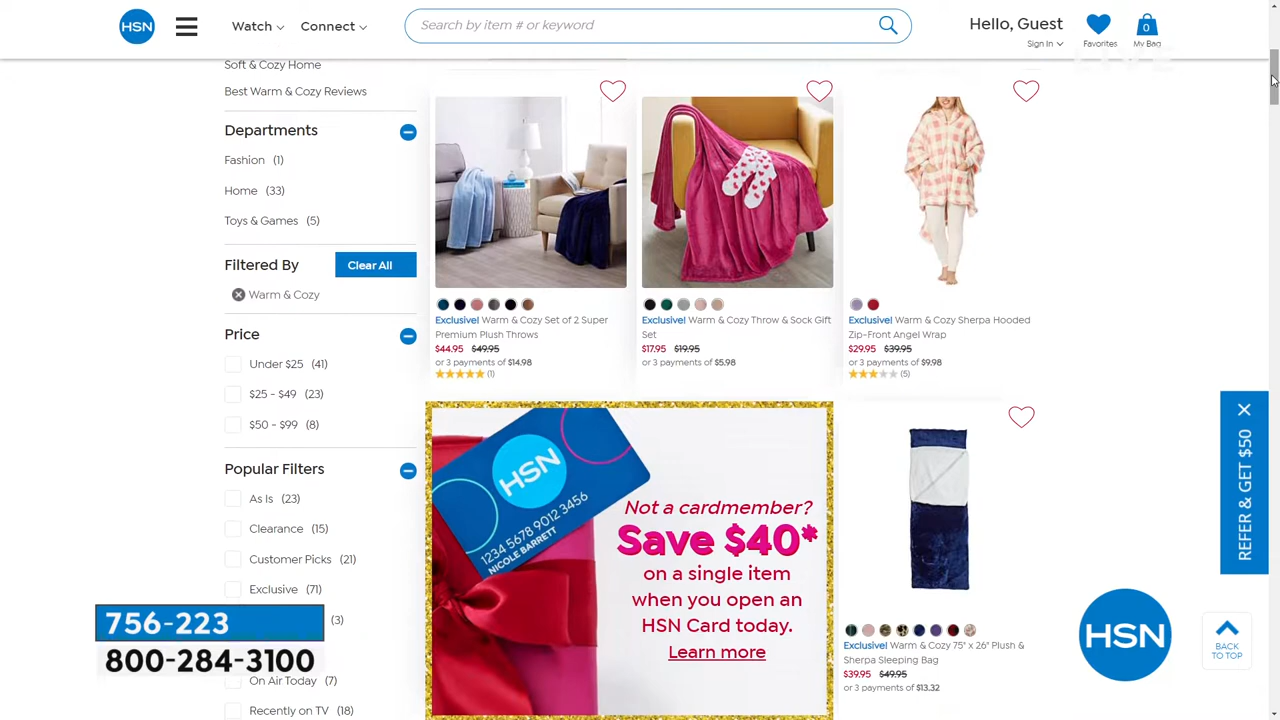 HSN
Watch
Connect
Search by item # or keyword
Hello, Guest
Sign In
Favorites
0
My Bag
Soft & Cozy Home
Best Warm & Cozy Reviews
Departments
Fashion (1)
Home (33)
Toys & Games (5)
Filtered By
Clear All
Warm & Cozy
Price
Under $25 (41)
$25 - $49 (23)
$50 - $99 (8)
Popular Filters
As Is (23)
Clearance (15)
Customer Picks (21)
Exclusive (71)
(3)
On Air Today (7)
Recently on TV (18)
756-223
800-284-3100
Exclusive! Warm & Cozy Set of 2 Super
Premium Plush Throws
$44.95 $49.95
or 3 payments of $14.98
(1)
Exclusive! Warm & Cozy Throw & Sock Gift
Set
$17.95 $19.95
or 3 payments of $5.98
Exclusive! Warm & Cozy Sherpa Hooded
Zip-Front Angel Wrap
$29.95 $39.95
or 3 payments of $9.98
(5)
HSN
1234 5678 9012 3456
NICOLE BARRETT
Not a cardmember?
Save $40*
on a single item
when you open an
HSN Card today.
Learn more
Exclusive! Warm & Cozy 75" x 26" Plush &
Sherpa Sleeping Bag
$39.95 $49.95
or 3 payments of $13.32
REFER & GET $50
HSN
BACK
TO TOP